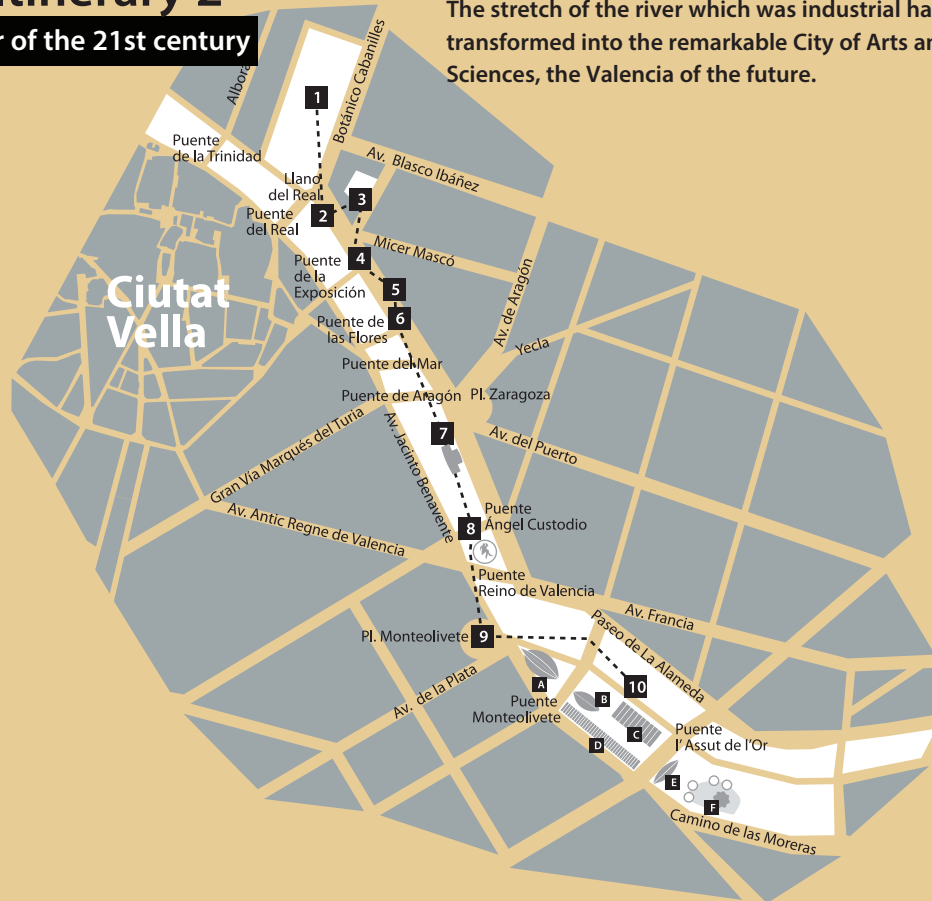 Itinerary 2
of the 21st century
The stretch of the river which was industrial ha
transformed into the remarkable City of Arts an
Sciences, the Valencia of the future.
Albora
Botánico Cabanilles
1
Puente
de la Trinidad
Av. Blasco Ibáñez
Llano
del Real
3
2
Puente
del Real
Micer Mascó
4
Puente
de la
Exposición
Ciutat
Vella
5
6
Puente de
las Flores
Av. de Aragón
Yecla
Puente del Mar
Puente de Aragón
Pl. Zaragoza
Gran Vía Marqués del Turia
Av. Jacinto Benavente
7
Av. del Puerto
Av. Antic Regne de Valencia
8
Puente
Ángel Custodio
Puente
Reino de Valencia
Av. Francia
Pl. Monteolivete
9
Paseo de La Alameda
Av. de la Plata
A
10
B
Puente
Monteolivete
C
D
Puente
l'Assut de l'Or
E
F
Camino de las Moreras